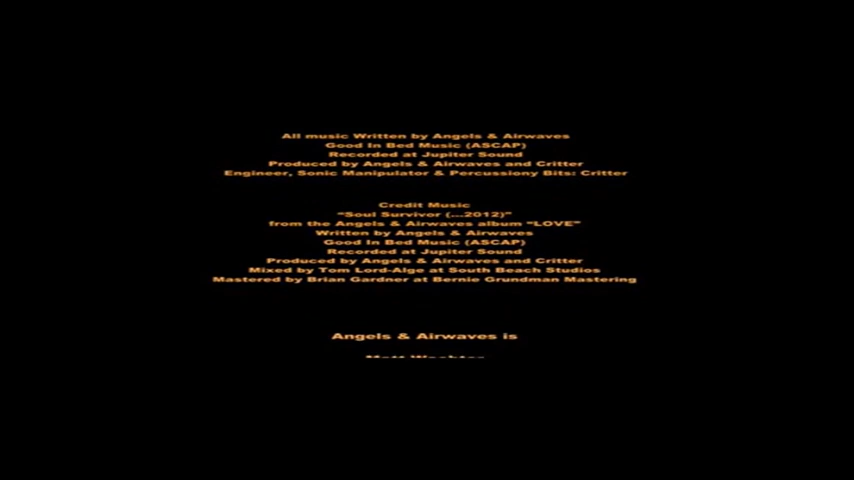 All music Written by Angels & Airwaves
Good In Bed Music (ASCAP)
Recorded at Jupiter Sound
Produced by Angels & Airwaves and Critter
Engineer, Sonic Manipulator & Percussiony Bits: Critter
Credit Music
"Soul Survivor (...2012)"
from the Angels & Airwaves album "LOVE"
Written by Angels & Airwaves
Good In Bed Music (ASCAP)
Recorded at Jupiter Sound
Produced by Angels & Airwaves and Critter
Mixed by Tom Lord-Alge at South Beach Studios
Mastered by Brian Gardner at Bernie Grundman Mastering
Angels & Airwaves is